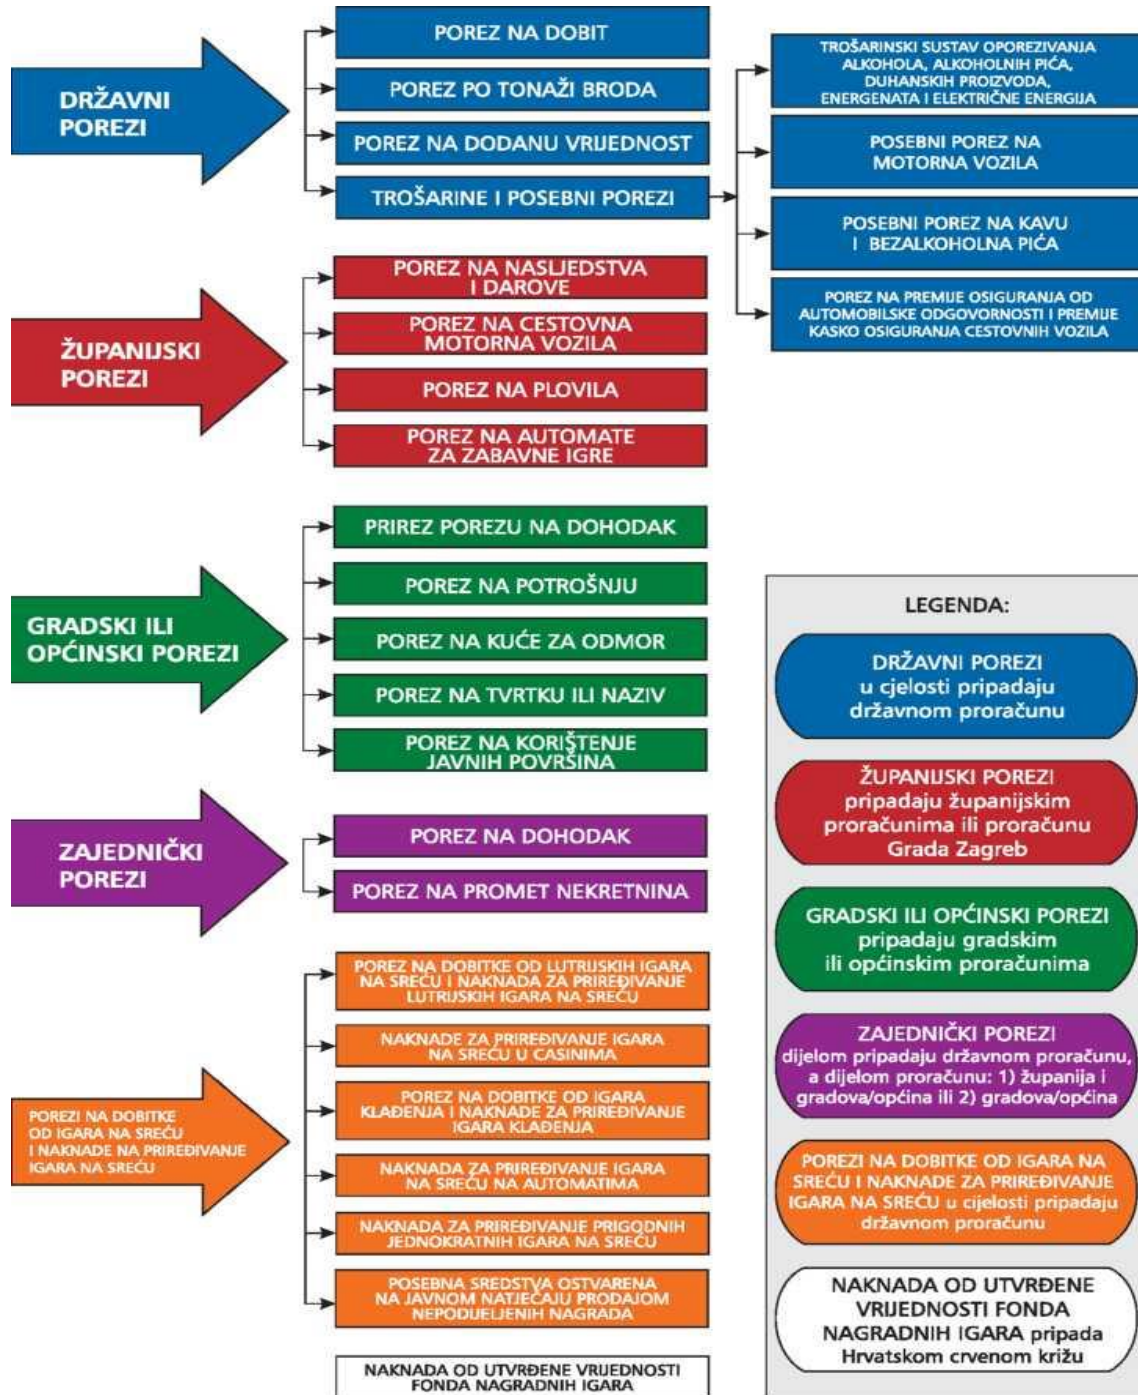 DRŽAVNI
POREZI
POREZ NA DOBIT
POREZ PO TONAŽI BRODA
POREZ NA DODANU VRIJEDNOST
TROŠARINE I POSEBNI POREZI
TROŠARINSKI SUSTAV OPOREZIVANJA
ALKOHOLA, ALKOHOLNIH PIĆA,
DUHANSKIH PROIZVODA,
ENERGENATA I ELEKTRIČNE ENERGIJA
POSEBNI POREZ NA
MOTORNA VOZILA
POSEBNI POREZ NA KAVU
I BEZALKOHOLNA PIĆA
POREZ NA PREMIJE OSIGURANJA OD
AUTOMOBILSKE ODGOVORNOSTI I PREMIJE
KASKO OSIGURANJA CESTOVNIH VOZILA
ŽUPANIJSKI
POREZI
POREZ NA NASLJEDSTVA
I DAROVE
POREZ NA CESTOVNA
MOTORNA VOZILA
POREZ NA PLOVILA
POREZ NA AUTOMATE
ZA ZABAVNE IGRE
GRADSKI ILI
OPĆINSKI POREZI
PRIREZ POREZU NA DOHODAK
POREZ NA POTROŠNJU
POREZ NA KUĆE ZA ODMOR
POREZ NA TVRTKU ILI NAZIV
POREZ NA KORIŠTENJE
JAVNIH POVRŠINA
ZAJEDNIČKI
POREZI
POREZ NA DOHODAK
POREZ NA PROMET NEKRETNINA
POREZI NA DOBITKE
OD IGARA NA SREĆU
I NAKNADE NA PRIREĐIVANJE
IGARA NA SREĆU
POREZ NA DOBITKE OD LUTRIJSKIH IGARA
NA SREĆU I NAKNADA ZA PRIREĐIVANJE
LUTRIJSKIH IGARA NA SREĆU
NAKNADE ZA PRIREĐIVANJE IGARA
NA SREĆU U CASINIMA
POREZ NA DOBITKE OD IGARA
KLAĐENJA I NAKNADE ZA PRIREĐIVANJE
IGARA KLAĐENJA
NAKNADA ZA PRIREĐIVANJE IGARA
NA SREĆU NA AUTOMATIMA
NAKNADA ZA PRIREĐIVANJE PRIGODNIH
JEDNOKRATNIH IGARA NA SREĆU
POSEBNA SREDSTVA OSTVARENA
NA JAVNOM NATJEČAJU PRODAJOM
NEPODIJELJENIH NAGRADA
NAKNADA OD UTVRĐENE VRIJEDNOSTI
FONDA NAGRADNIH IGARA
LEGENDA:
DRŽAVNI POREZI
u cjelosti pripadaju
državnom proračunu
ŽUPANIJSKI POREZI
pripadaju županijskim
proračunima ili proračunu
Grada Zagreb
GRADSKI ILI OPĆINSKI POREZI
pripadaju gradskim
ili općinskim proračunima
ZAJEDNIČKI POREZI
dijelom pripadaju državnom proračunu,
a dijelom proračunu: 1) županija i
gradova/općina ili 2) gradova/općina
POREZI NA DOBITKE OD IGARA NA
SREĆU I NAKNADE ZA PRIREĐIVANJE
IGARA NA SREĆU u cijelosti pripadaju
državnom proračunu
NAKNADA OD UTVRĐENE
VRIJEDNOSTI FONDA
NAGRADNIH IGARA pripada
Hrvatskom crvenom križu